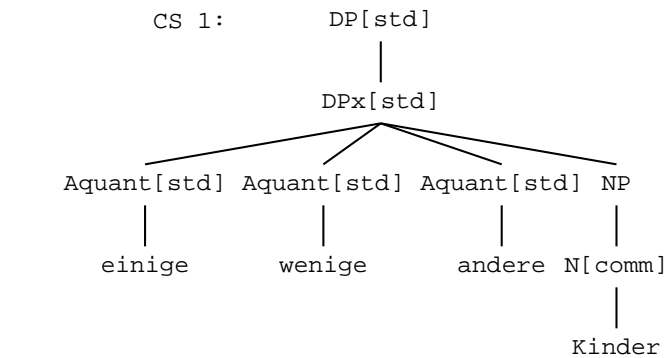 CS 1: DP[std]
DPx[std]
Aquant[std] Aquant[std] Aquant[std] NP
einige wenige andere N[comm]
Kinder